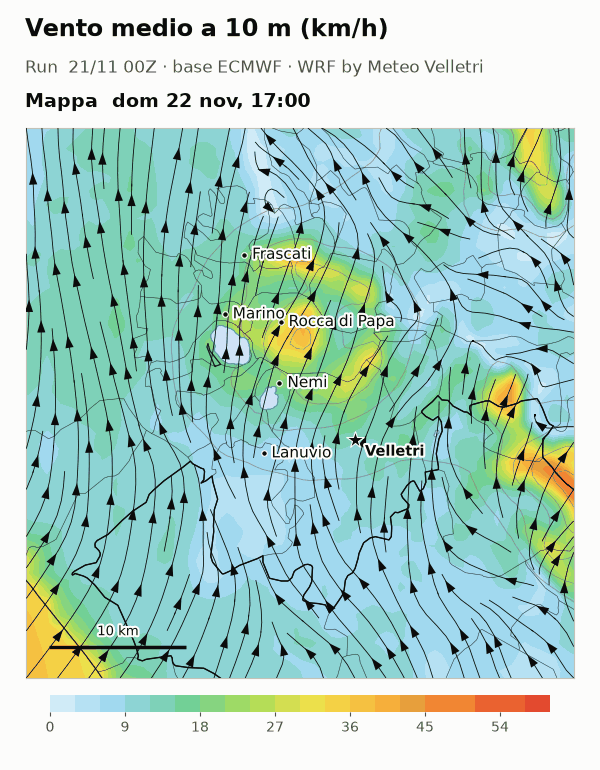 Vento medio a 10 m (km/h)
Run 21/11 00Z · base ECMWF · WRF by Meteo Velletri
Mappa dom 22 nov, 17:00
Frascati
Marino
Rocca di Papa
Nemi
Velletri
Lanuvio
10 km
0 9 18 27 36 45 54